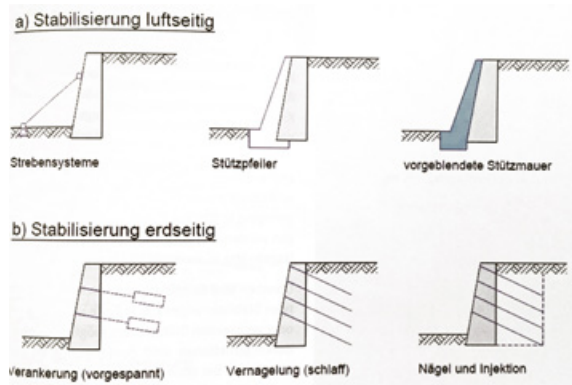 a) Stabilisierung luftseitig
Strebensysteme
Stützpfeiler
vorgeblendete Stützmauer
b) Stabilisierung erdseitig
Verankerung (vorgespannt)
Vernagelung (schlaff)
Nägel und Injektion